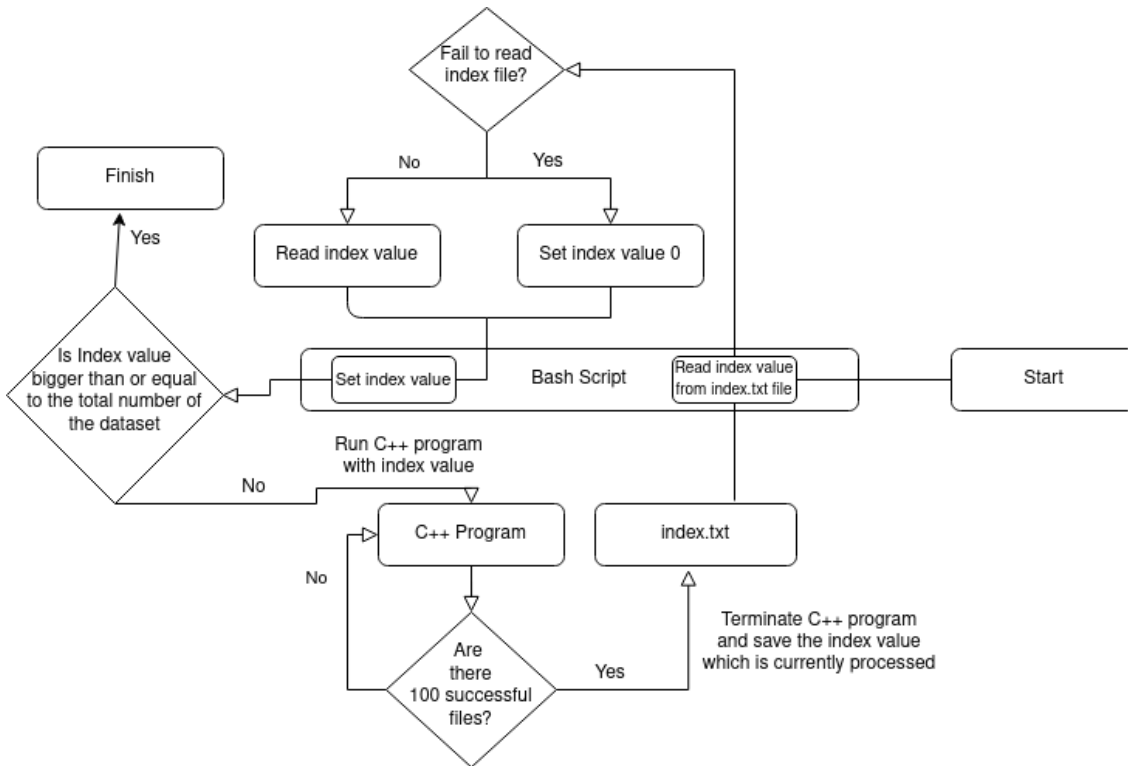 Fail to read
index file?
No
Yes
Finish
Yes
Read index value
Set index value 0
Is Index value
bigger than or equal
to the total number of
the dataset
Set index value
Bash Script
Read index value
from index.txt file
Start
Run C++ program
with index value
No
C++ Program
index.txt
No
Are
there
100 successful
files?
Yes
Terminate C++ program
and save the index value
which is currently processed